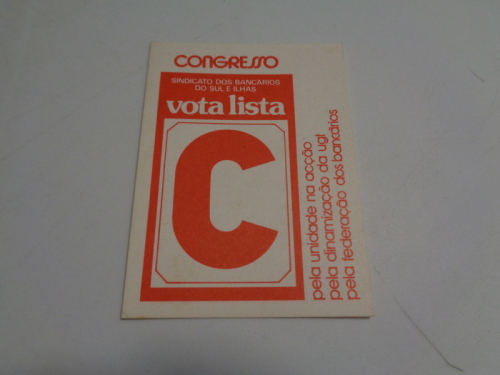 CONGRESSO
SINDICATO DOS BANCÁRIOS
DO SUL E ILHAS
vota lista
C
pela unidade na acção
pela dinamização da ugt
pela federação dos bancários